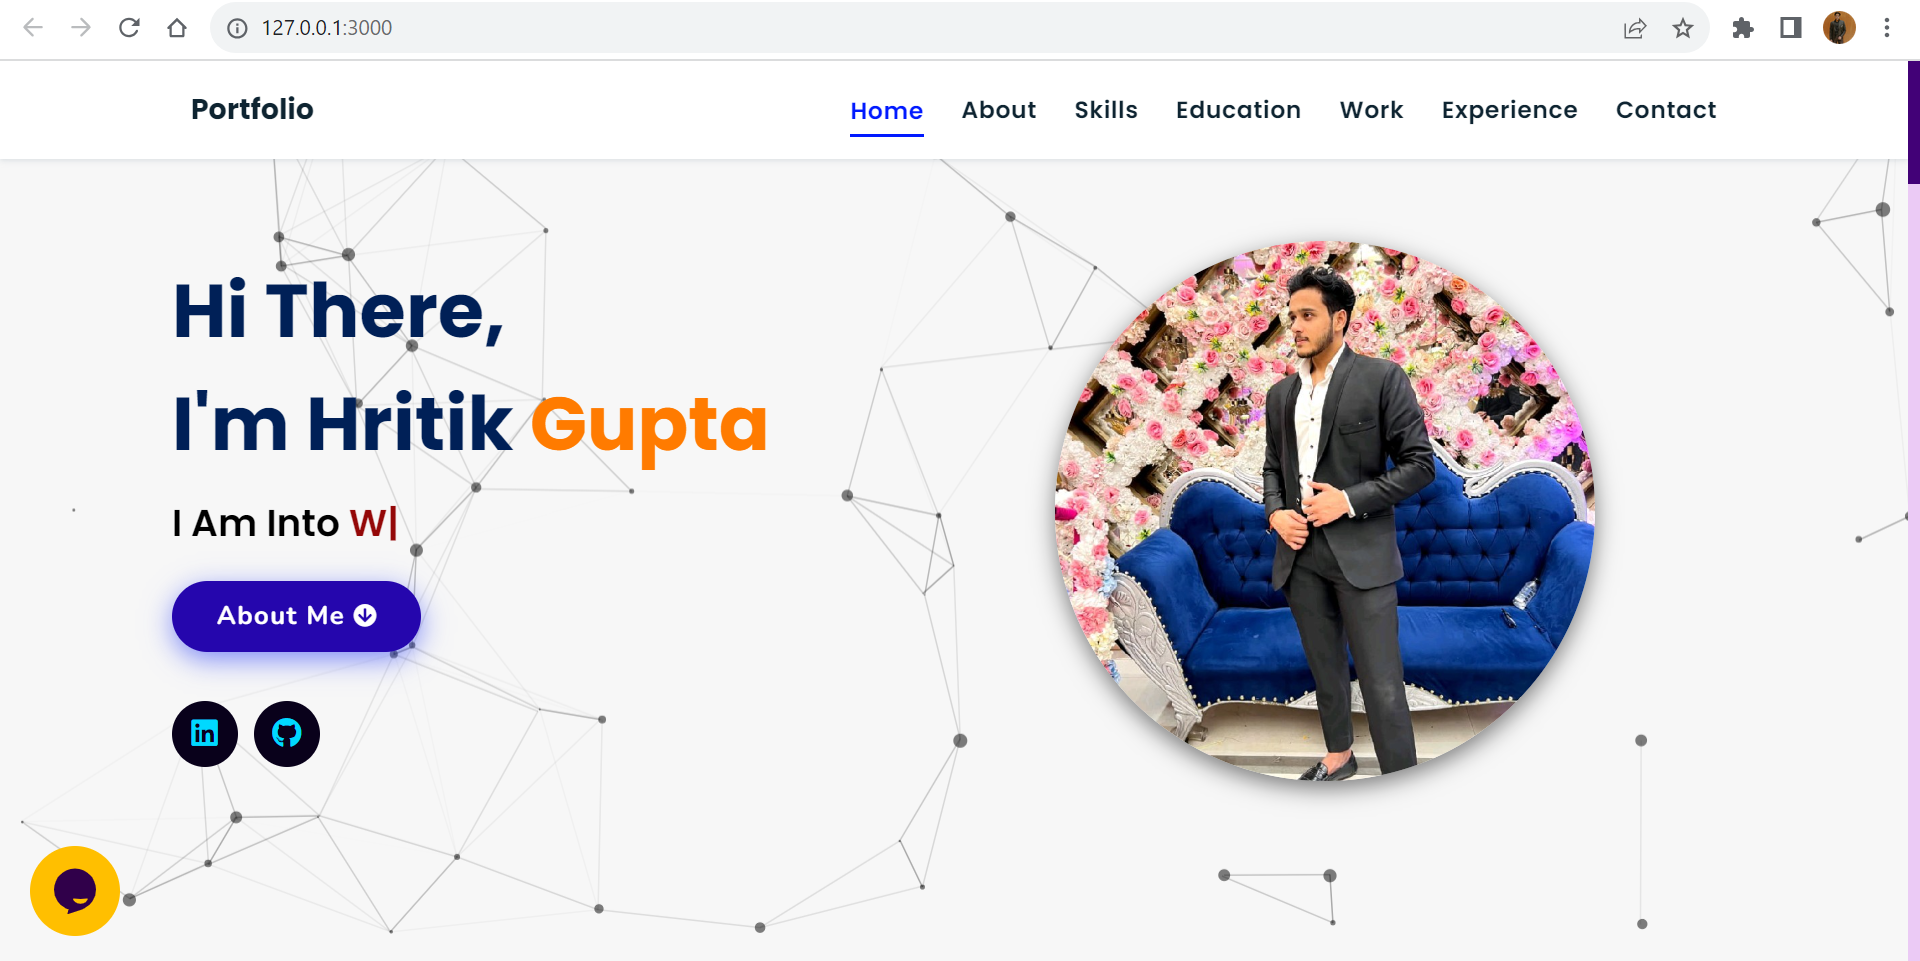 127.0.0.1:3000
Portfolio
Home About Skills Education Work Experience Contact
Hi There,
I'm Hritik Gupta
I Am Into W|
About Me
in